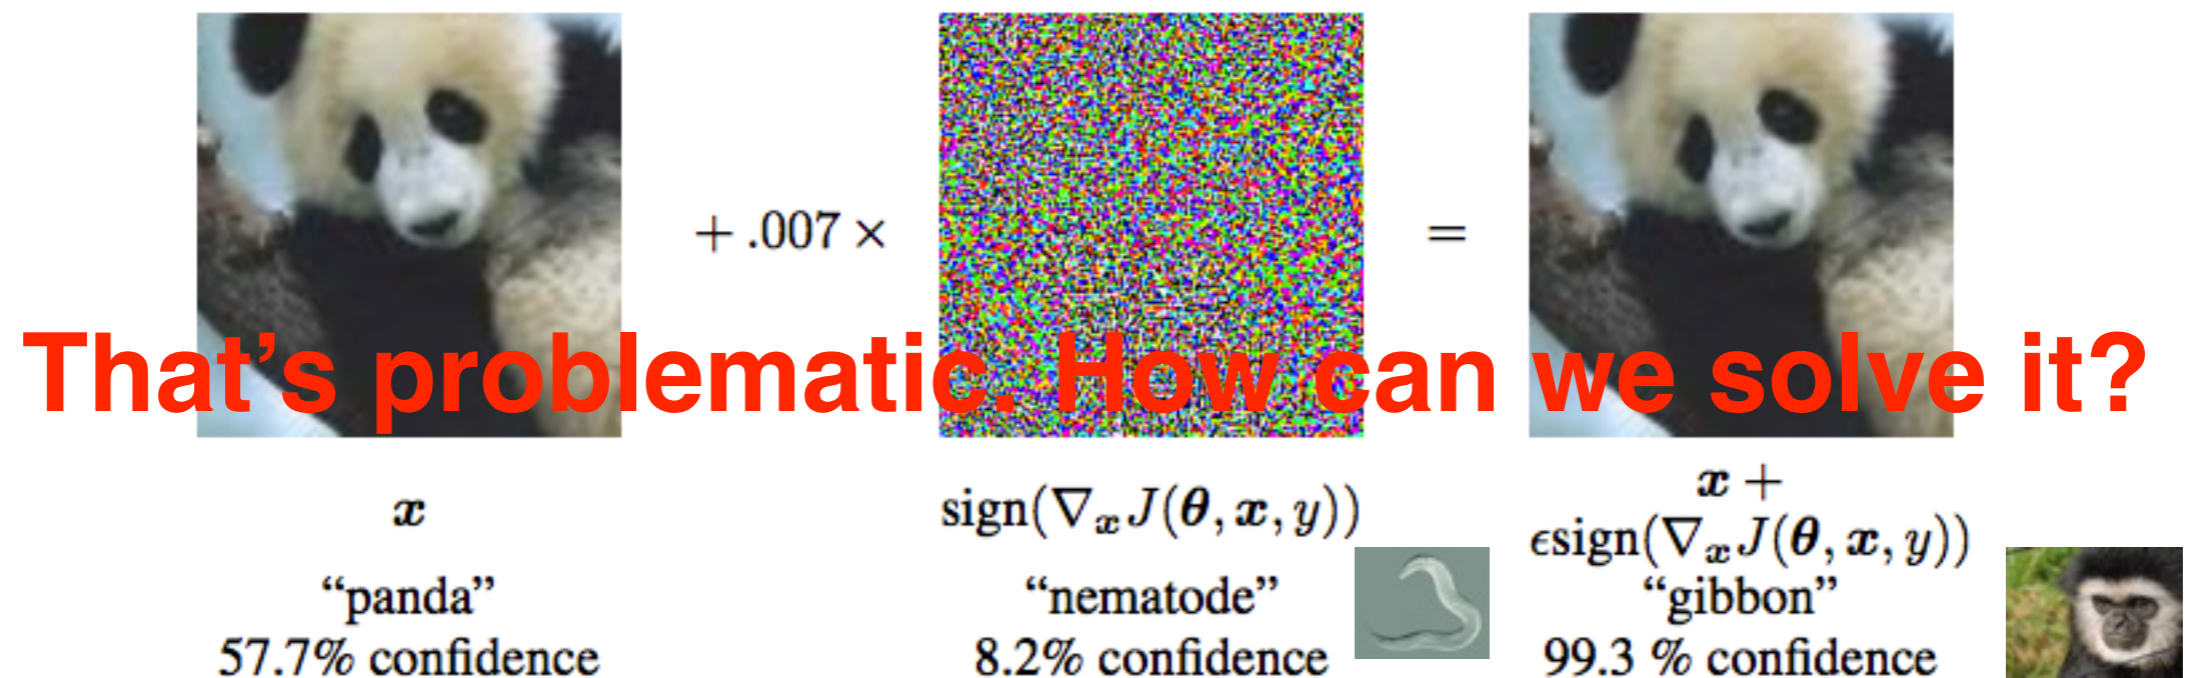 + .007 ×
=
That’s problematic. How can we solve it?
x
sign(∇ₓJ(θ, x, y))
x +
ϵsign(∇ₓJ(θ, x, y))
“panda”
“nematode”
“gibbon”
57.7% confidence
8.2% confidence
99.3 % confidence